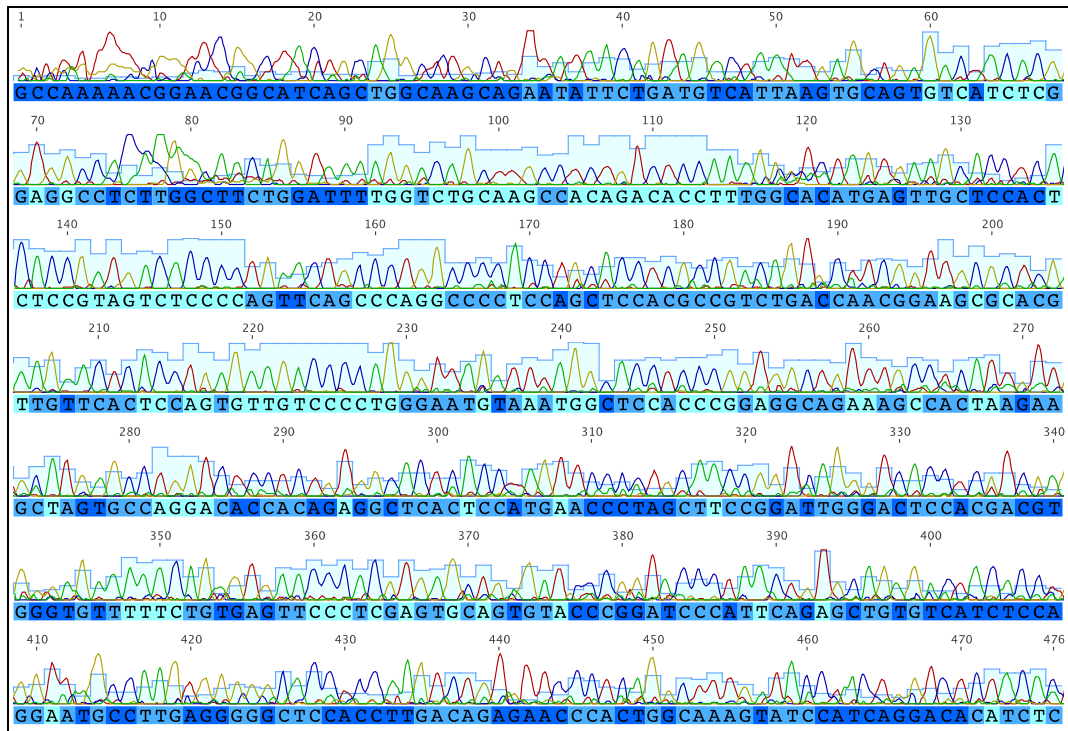 1 10 20 30 40 50 60
GCCAAAAACGGAACGGCATCAGCTGGCAAGCAGAATATTCTGATGTCATTAAGTGCAGTGTCATCTCG
70 80 90 100 110 120 130
GAGGCCTCTTGGCTTCTGGATTTTGGTCTGCAAGCCACAGACACCTTTGGCACATGAGTTGCTCCACT
140 150 160 170 180 190 200
CTCCGTAGTCTCCCCAGTTCAGCCCAGGCCCCTCCAGCTCCACGCCGTCTGACCAACGGAAGCGCACG
210 220 230 240 250 260 270
TTGTTCACTCCAGTGTTGTCCCCTGGGAATGTAAATGGCTCCACCCGGAGGCAGAAAGCCACTAAGAA
280 290 300 310 320 330 340
GCTAGTGCCAGGACACCACAGAGGCTCACTCCATGAACCCTAGCTTCCGGATTGGGACTCCACGACGT
350 360 370 380 390 400
GGGTGTTTTTCTGTGAGTTCCCTCGAGTGCAGTGTACCCGGATCCCATTCAGAGCTGTGTCATCTCCA
410 420 430 440 450 460 470 476
GGAATGCCTTGAGGGGGCTCCACCTTGACAGAGAACCCACTGGCAAAGTATCCATCAGGACACATCTC